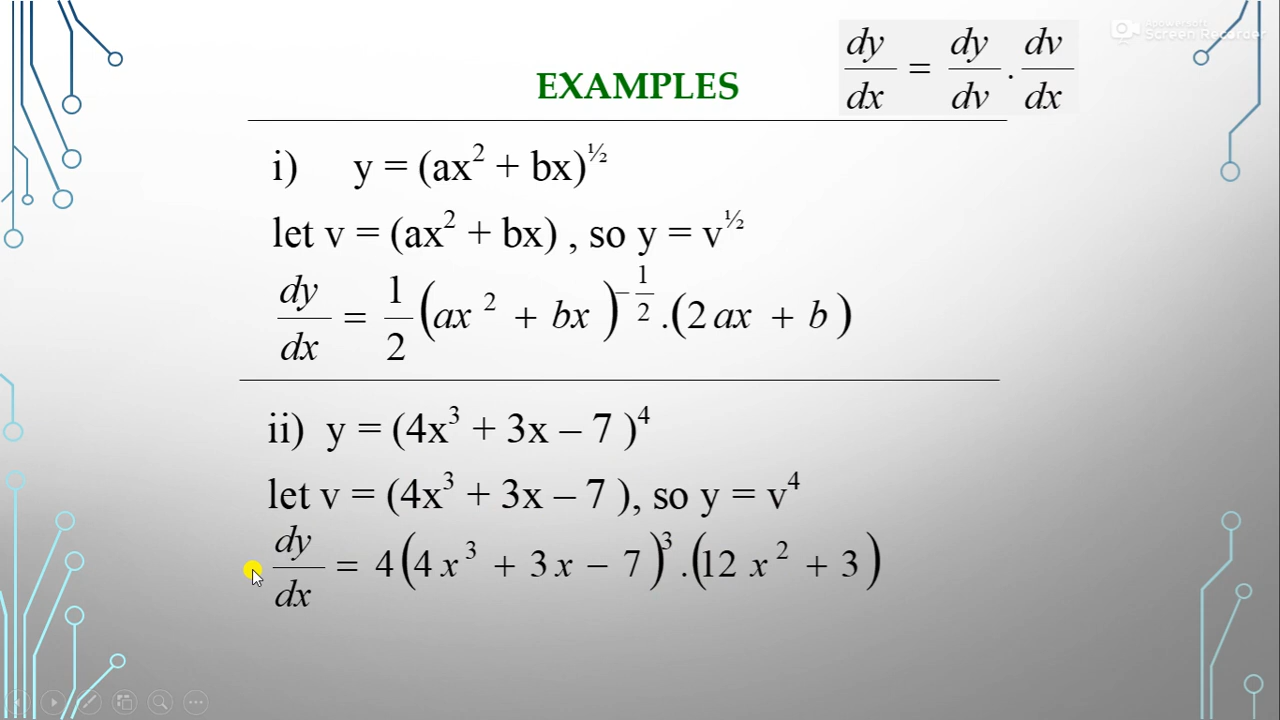 Screen Recorder
dy/dx = dy/dv . dv/dx
EXAMPLES
i) y = (ax² + bx)^½
let v = (ax² + bx) , so y = v^½
dy/dx = 1/2 (ax² + bx)^(-1/2) .(2ax + b)
ii) y = (4x³ + 3x – 7 )⁴
let v = (4x³ + 3x – 7 ), so y = v⁴
dy/dx = 4(4x³ + 3x − 7)³ .(12x² + 3)